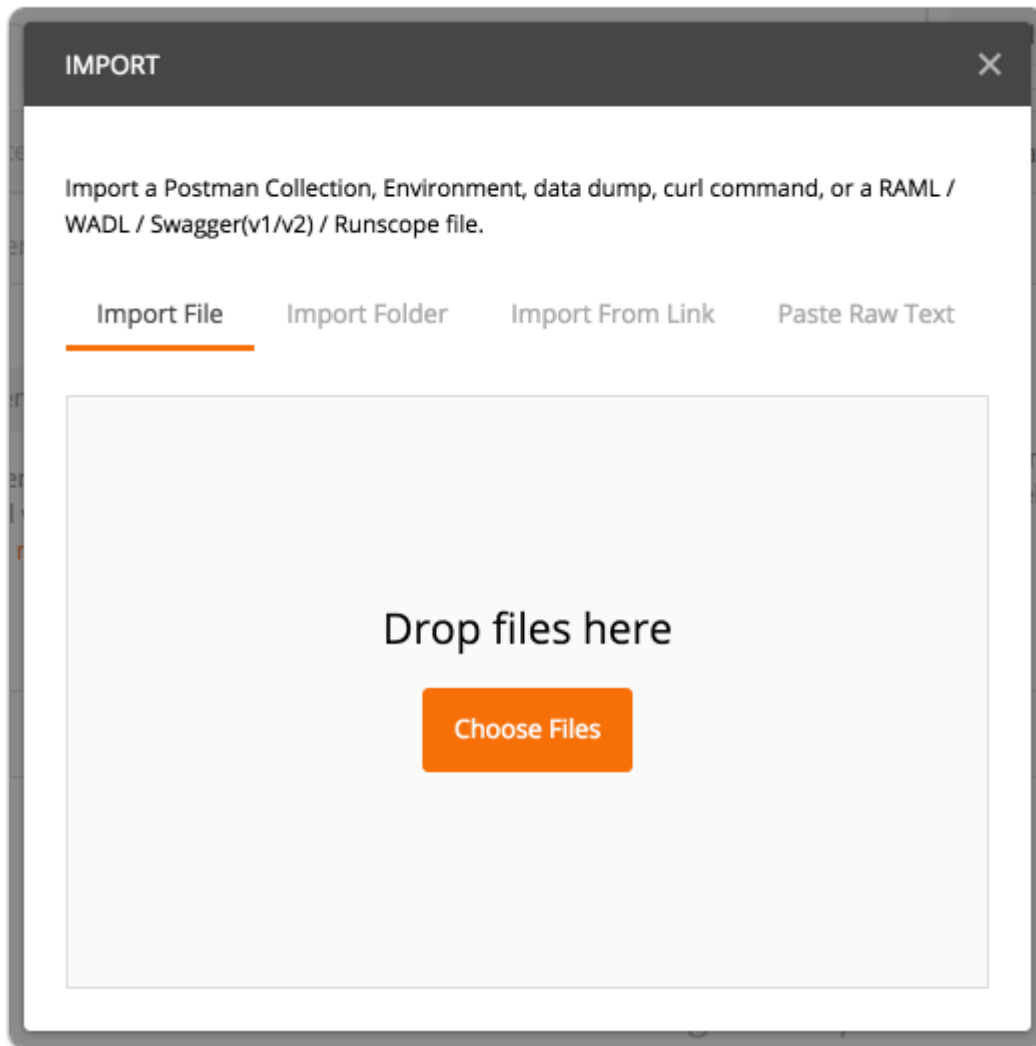 IMPORT
Import a Postman Collection, Environment, data dump, curl command, or a RAML /
WADL / Swagger(v1/v2) / Runscope file.
Import File Import Folder Import From Link Paste Raw Text
Drop files here
Choose Files